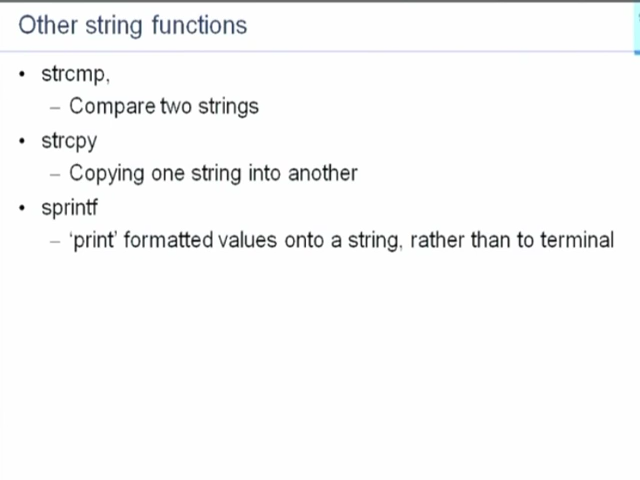 Other string functions
• strcmp,
– Compare two strings
• strcpy
– Copying one string into another
• sprintf
– ‘print’ formatted values onto a string, rather than to terminal